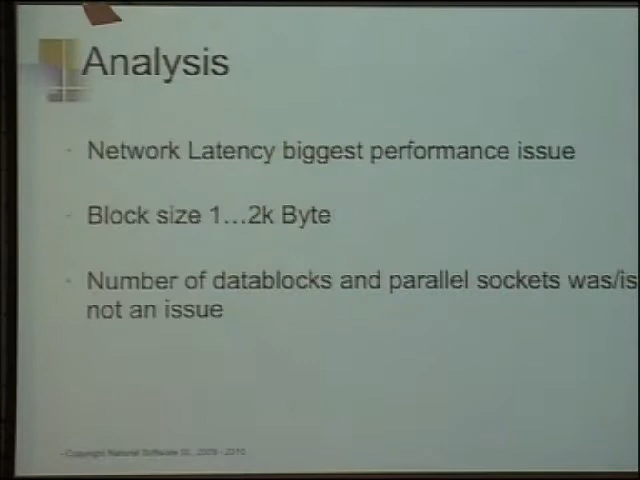 Analysis
Network Latency biggest performance issue
Block size 1...2k Byte
Number of datablocks and parallel sockets was/is
not an issue
Copyright Natural Software 2009 - 2010